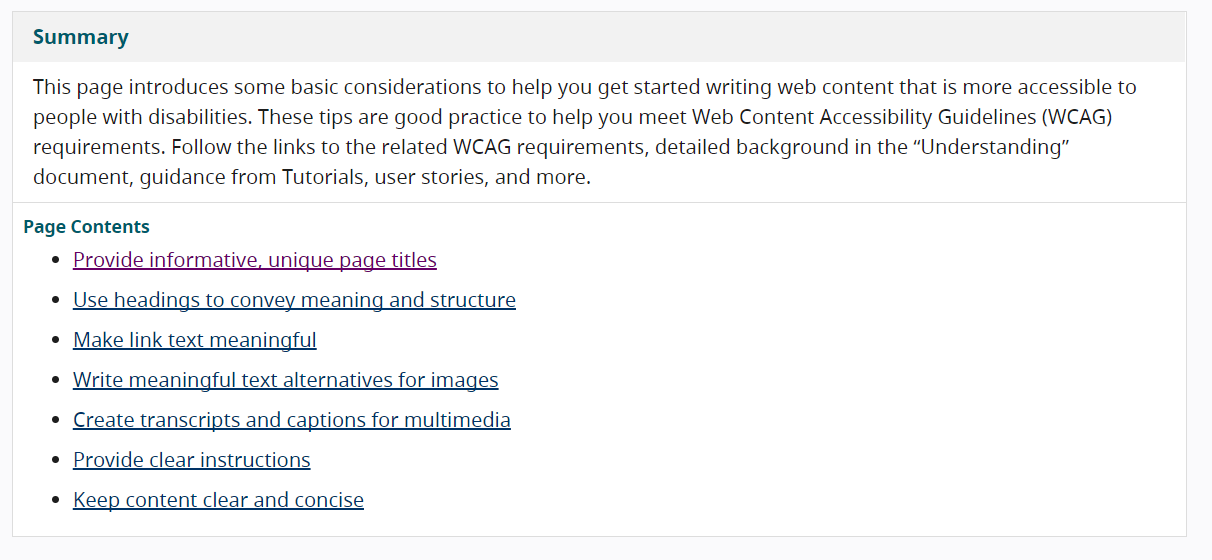 Summary
This page introduces some basic considerations to help you get started writing web content that is more accessible to
people with disabilities. These tips are good practice to help you meet Web Content Accessibility Guidelines (WCAG)
requirements. Follow the links to the related WCAG requirements, detailed background in the “Understanding”
document, guidance from Tutorials, user stories, and more.
Page Contents
Provide informative, unique page titles
Use headings to convey meaning and structure
Make link text meaningful
Write meaningful text alternatives for images
Create transcripts and captions for multimedia
Provide clear instructions
Keep content clear and concise